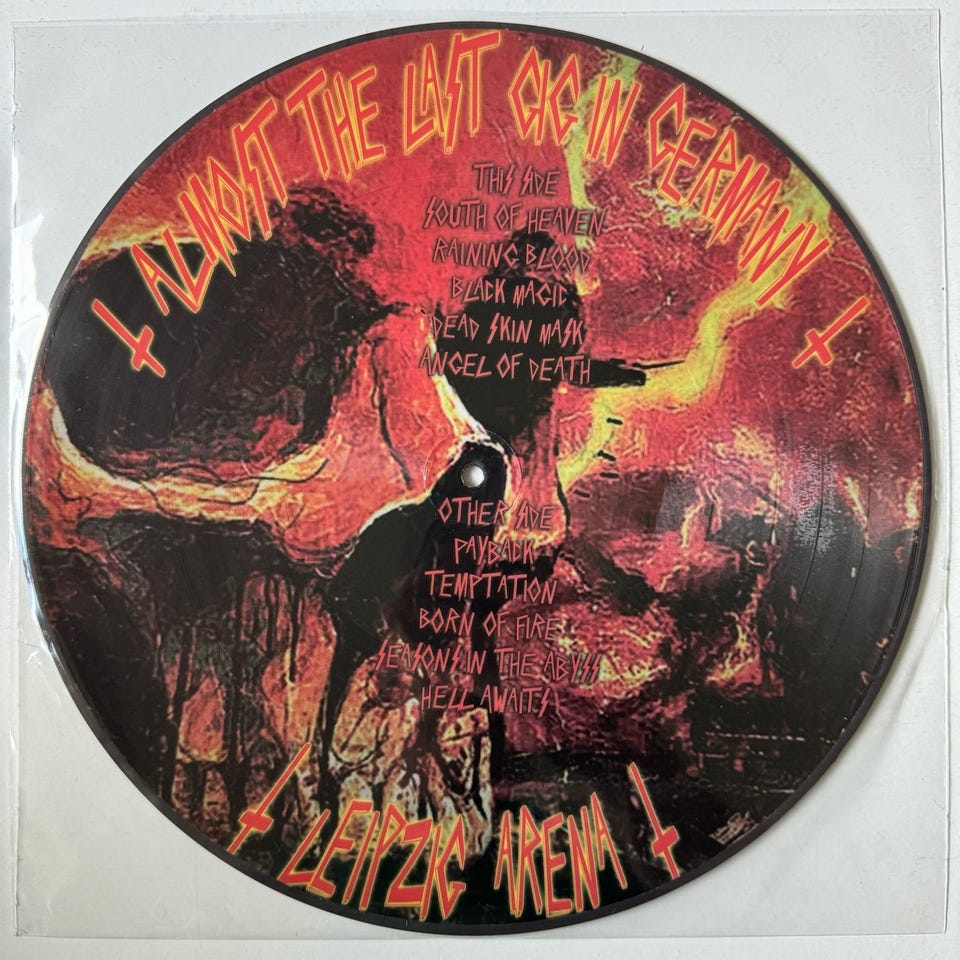 ALMOST THE LAST GIG IN GERMANY
THIS SIDE
SOUTH OF HEAVEN
RAINING BLOOD
BLACK MAGIC
DEAD SKIN MASK
ANGEL OF DEATH
OTHER SIDE
PAYBACK
TEMPTATION
BORN OF FIRE
SEASONS IN THE ABYSS
HELL AWAITS
LEIPZIG ARENA